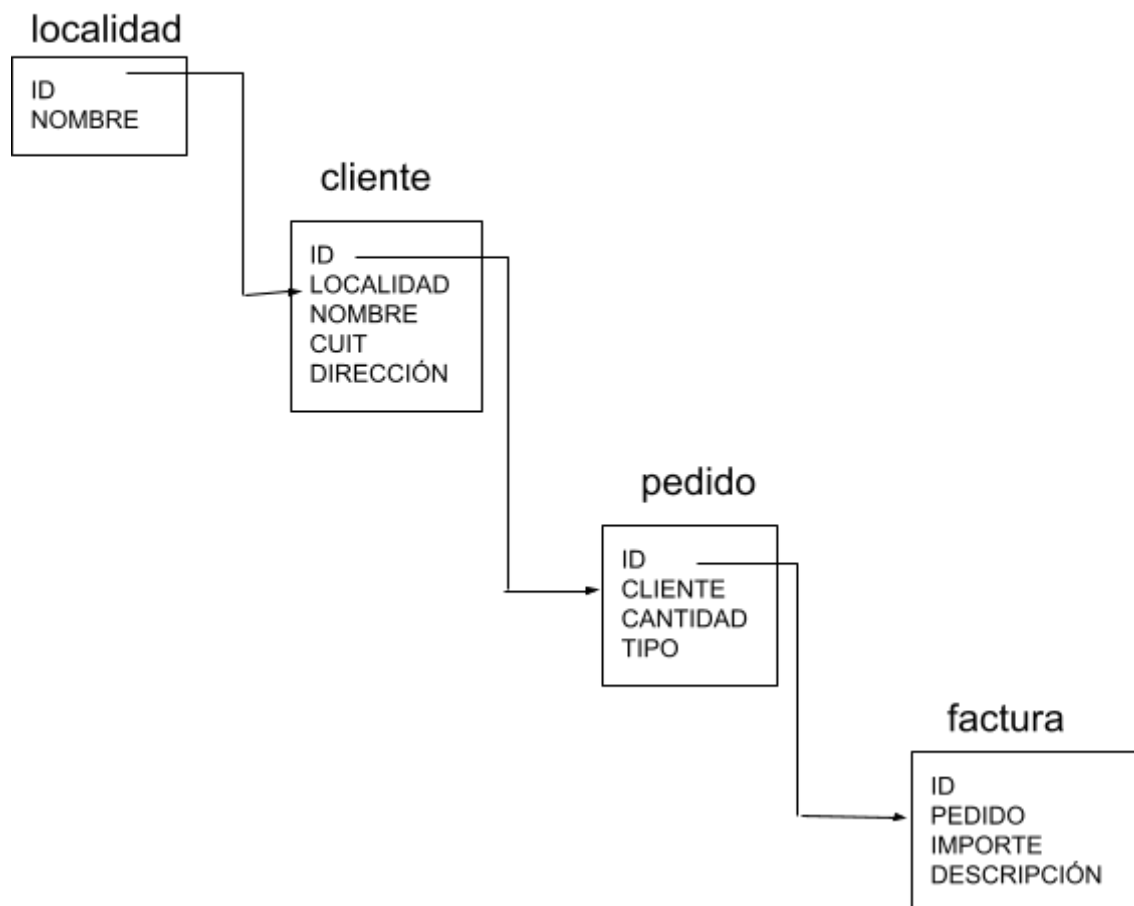 localidad
ID
NOMBRE
cliente
ID
LOCALIDAD
NOMBRE
CUIT
DIRECCIÓN
pedido
ID
CLIENTE
CANTIDAD
TIPO
factura
ID
PEDIDO
IMPORTE
DESCRIPCIÓN